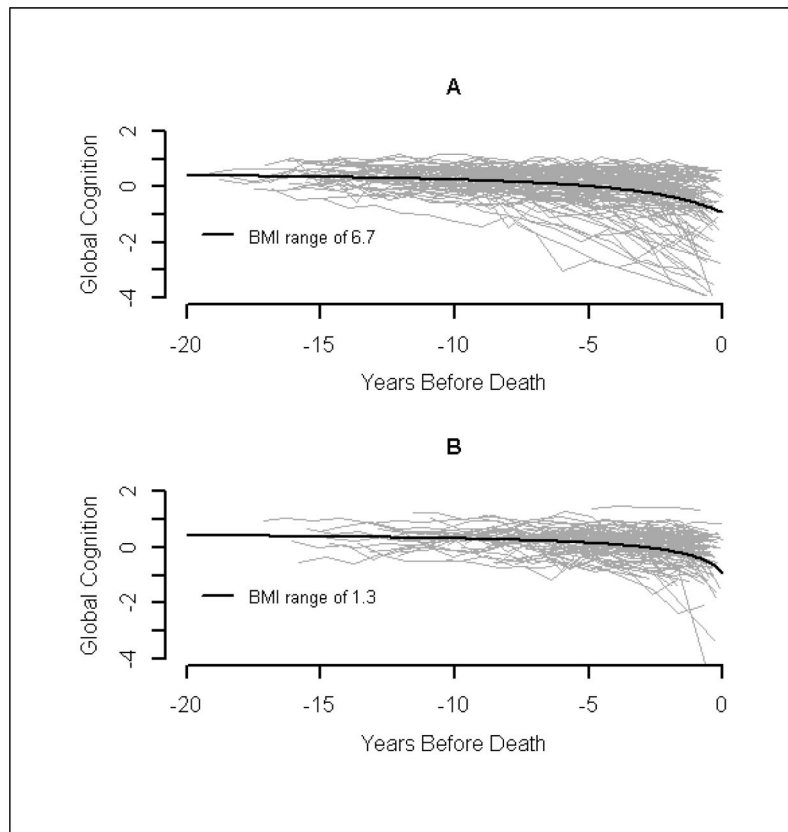 A
Global Cognition
2
0
-2
-4
BMI range of 6.7
-20 -15 -10 -5 0
Years Before Death
B
Global Cognition
2
0
-2
-4
BMI range of 1.3
-20 -15 -10 -5 0
Years Before Death